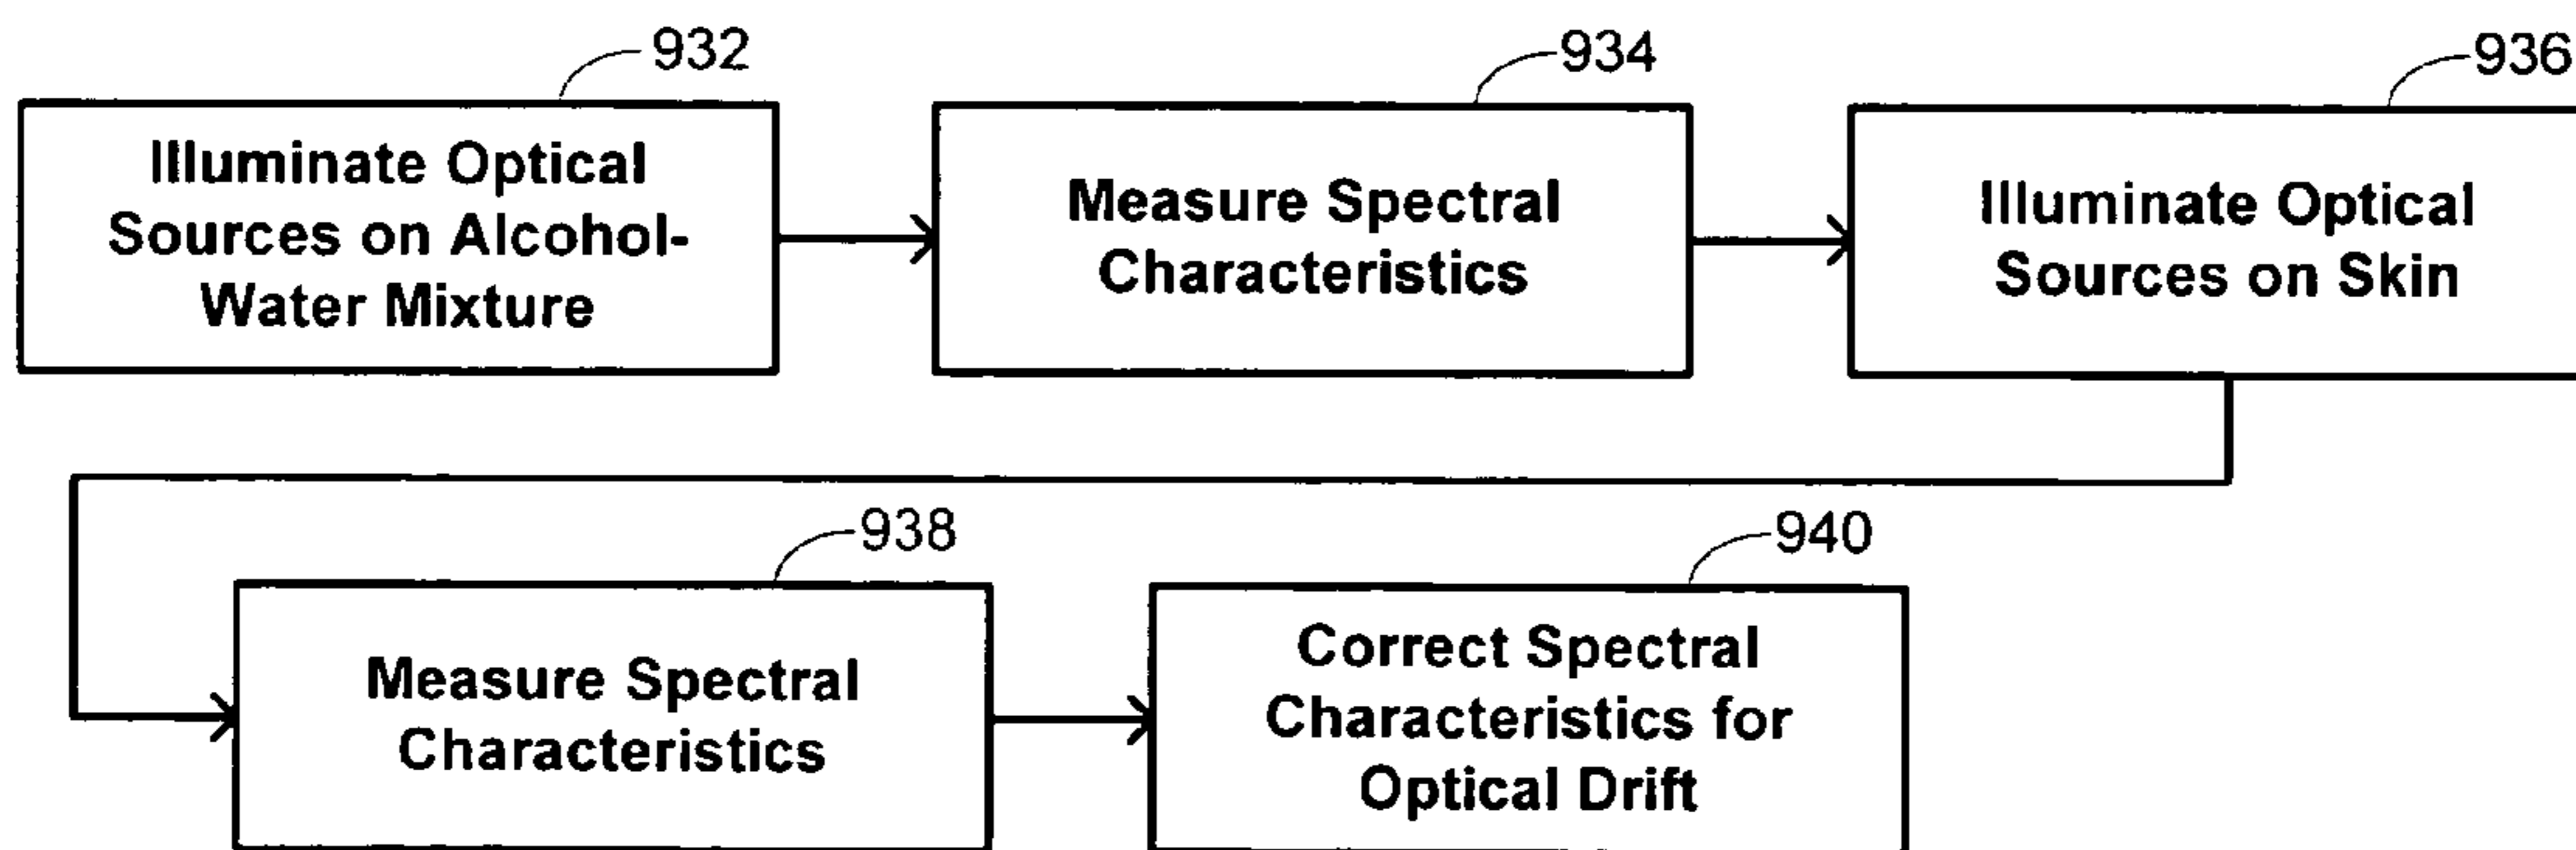 932
Illuminate Optical
Sources on Alcohol-
Water Mixture
934
Measure Spectral
Characteristics
936
Illuminate Optical
Sources on Skin
938
Measure Spectral
Characteristics
940
Correct Spectral
Characteristics for
Optical Drift